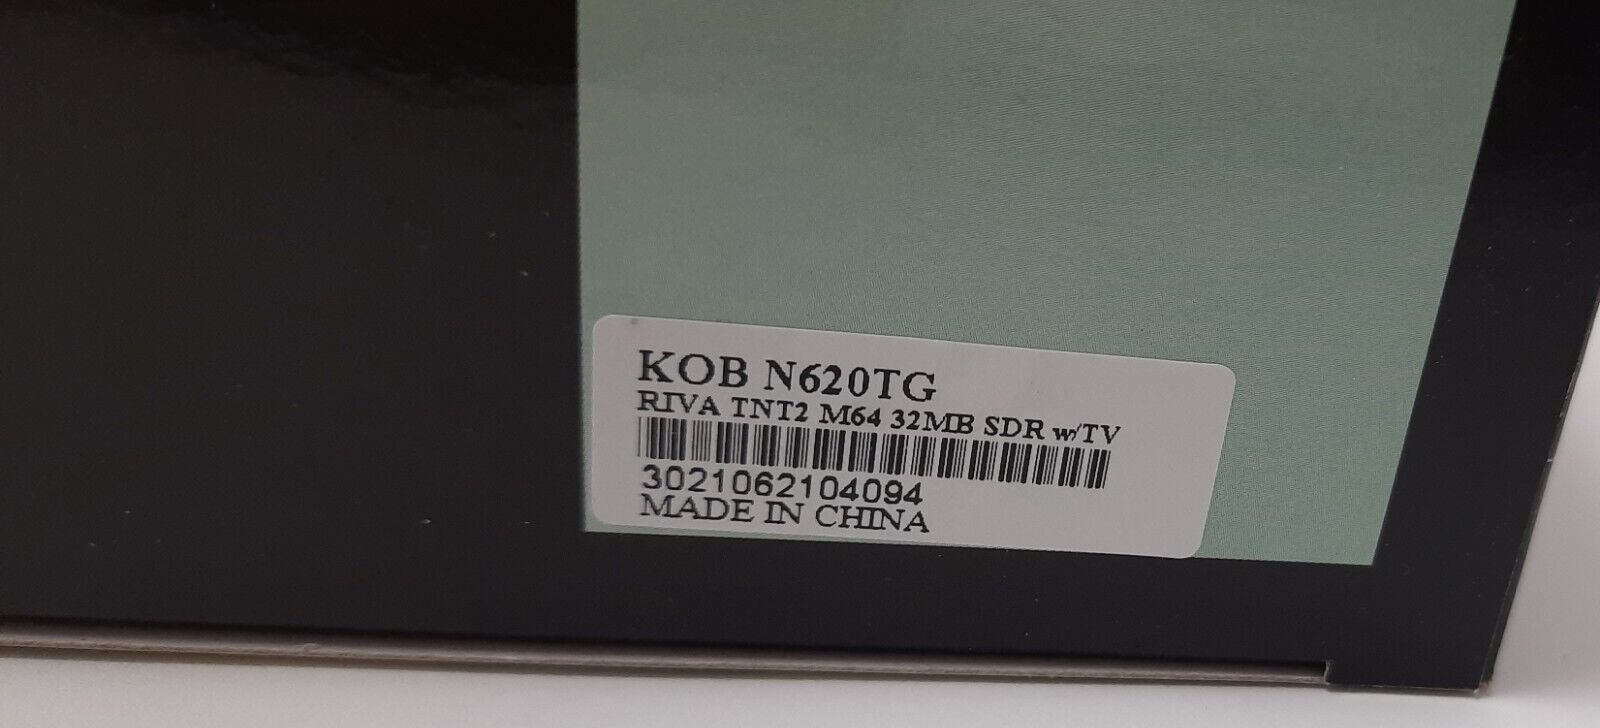 KOB N620TG
RIVA TNT2 M64 32MB SDR w/TV
3021062104094
MADE IN CHINA